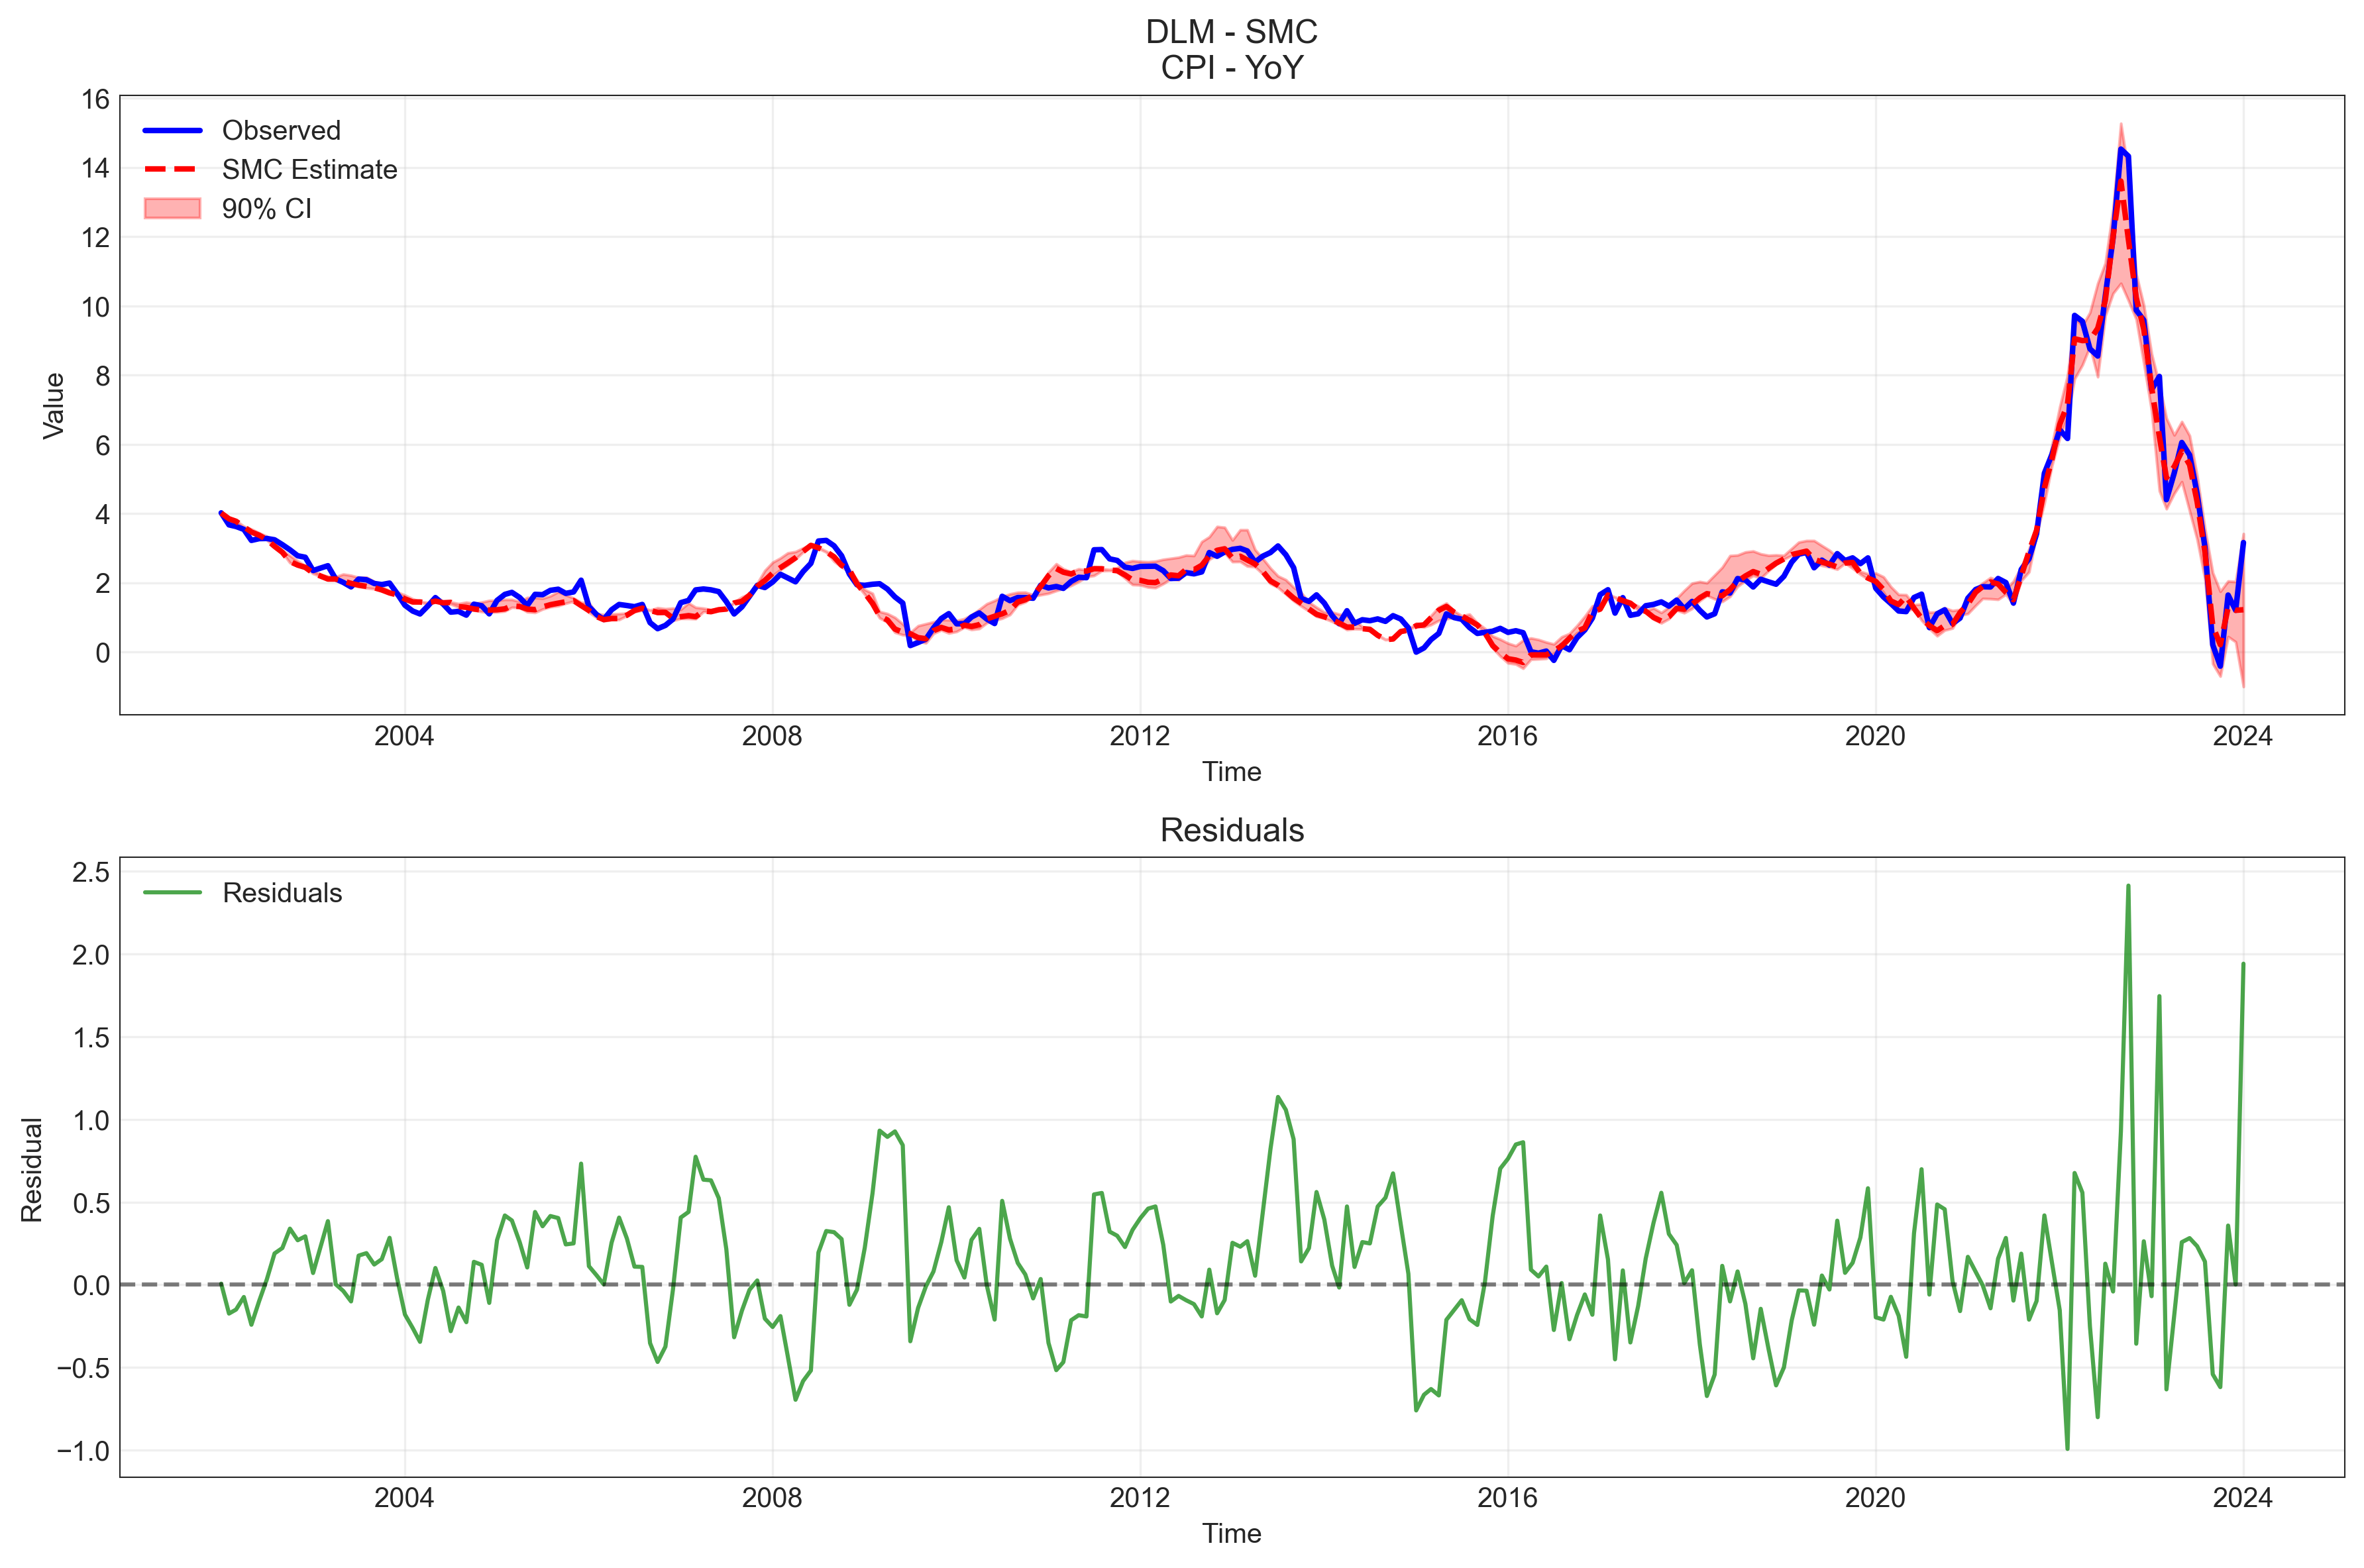 DLM - SMC
CPI - YoY
Observed
SMC Estimate
90% CI
16
14
12
10
8
6
4
2
0
Value
2004 2008 2012 2016 2020 2024
Time
Residuals
Residuals
2.5
2.0
1.5
1.0
0.5
0.0
−0.5
−1.0
Residual
2004 2008 2012 2016 2020 2024
Time